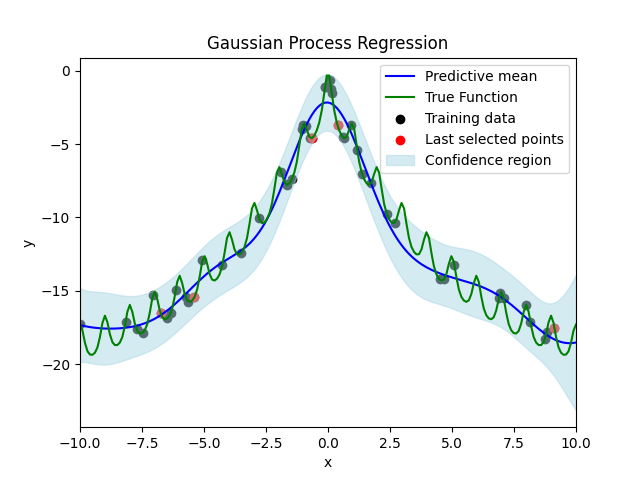 Gaussian Process Regression
Predictive mean
True Function
Training data
Last selected points
Confidence region
0
−5
−10
−15
−20
y
−10.0
−7.5
−5.0
−2.5
0.0
2.5
5.0
7.5
10.0
x